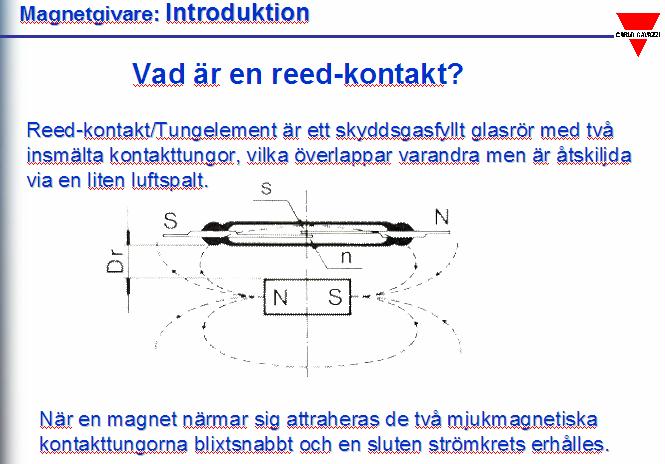 Magnetgivare: Introduktion
CARLO GAVAZZI
Vad är en reed-kontakt?
Reed-kontakt/Tungelement är ett skyddsgasfyllt glasrör med två
insmälta kontakttungor, vilka överlappar varandra men är åtskiljda
via en liten luftspalt.
s
S N
n
Dr
N S
När en magnet närmar sig attraheras de två mjukmagnetiska
kontakttungorna blixtsnabbt och en sluten strömkrets erhålles.